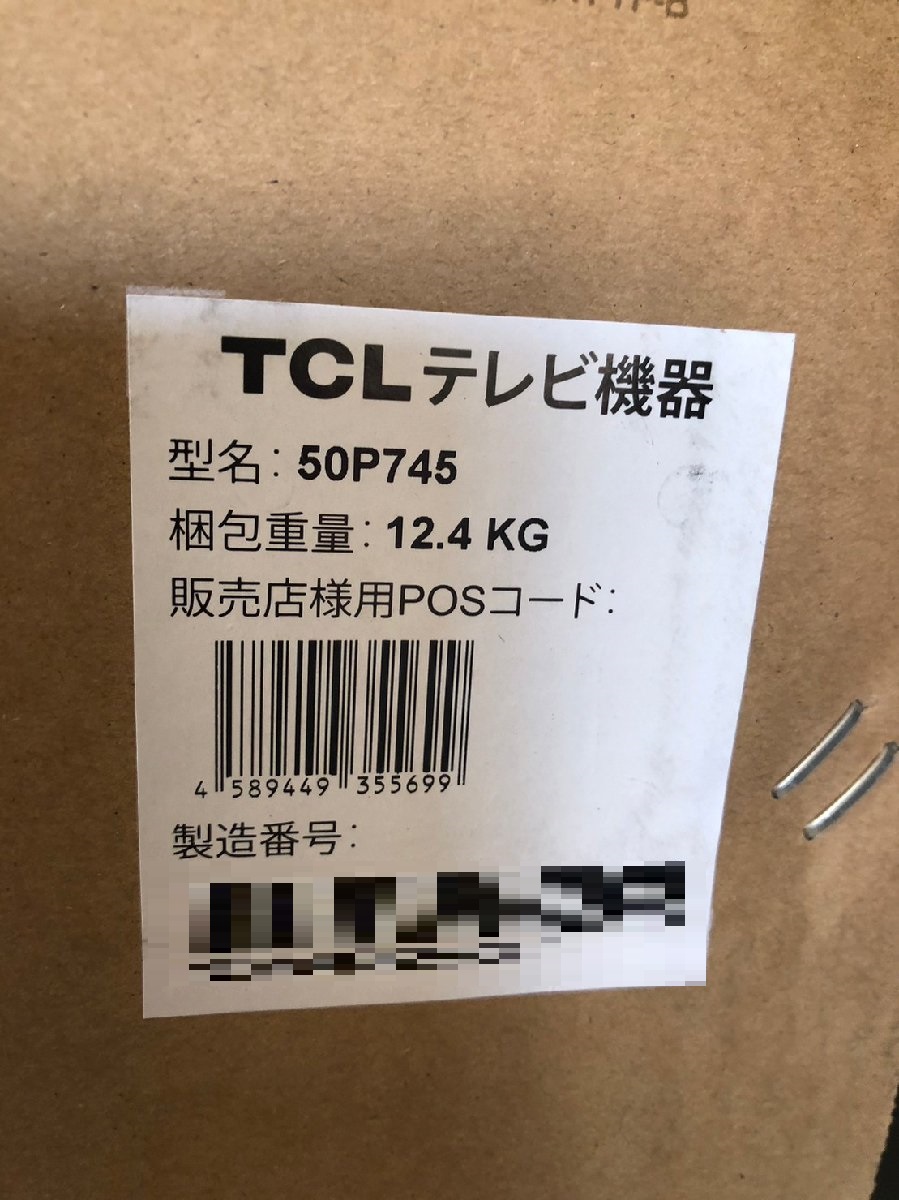 TCLテレビ機器
型名: 50P745
梱包重量: 12.4 KG
販売店様用POSコード:
4 589449 355699
製造番号: